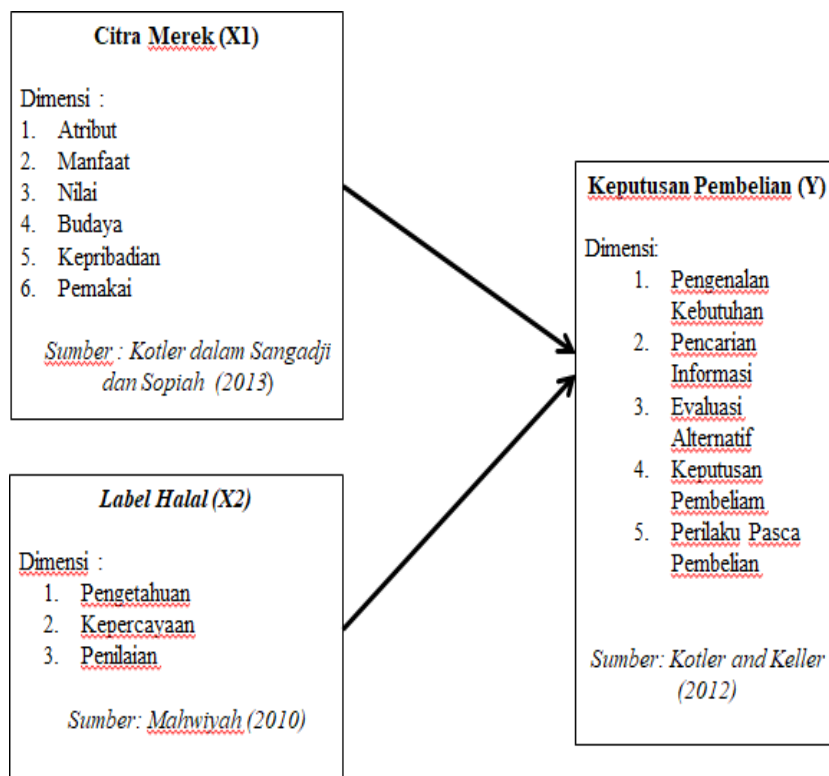 Citra Merek (X1)
Dimensi :
1. Atribut
2. Manfaat
3. Nilai
4. Budaya
5. Kepribadian
6. Pemakai
Sumber : Kotler dalam Sangadji
dan Sopiah (2013)
Label Halal (X2)
Dimensi :
1. Pengetahuan
2. Kepercayaan
3. Penilaian
Sumber: Mahwiyah (2010)
Keputusan Pembelian (Y)
Dimensi:
1. Pengenalan
Kebutuhan
2. Pencarian
Informasi
3. Evaluasi
Alternatif
4. Keputusan
Pembeliam
5. Perilaku Pasca
Pembelian
Sumber: Kotler and Keller
(2012)